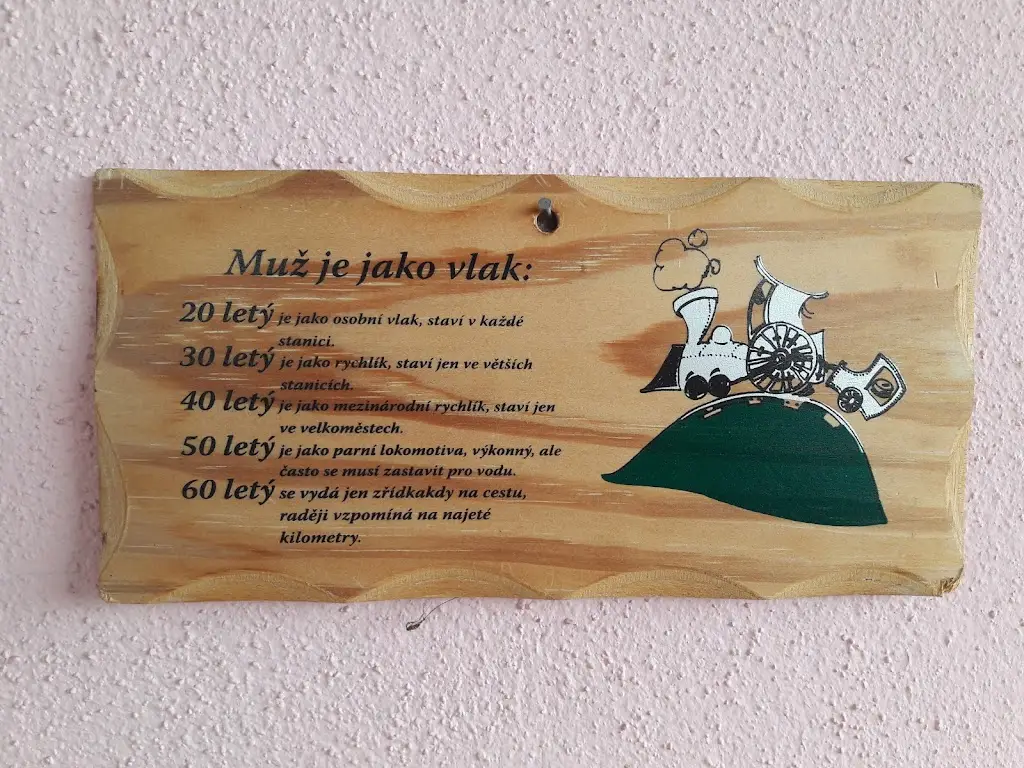 Muž je jako vlak:
20 letý je jako osobní vlak, staví v každé
stanici.
30 letý je jako rychlík, staví jen ve větších
stanicích.
40 letý je jako mezinárodní rychlík, staví jen
ve velkoměstech.
50 letý je jako parní lokomotiva, výkonný, ale
často se musí zastavit pro vodu.
60 letý se vydá jen zřídkakdy na cestu,
raději vzpomíná na najeté
kilometry.